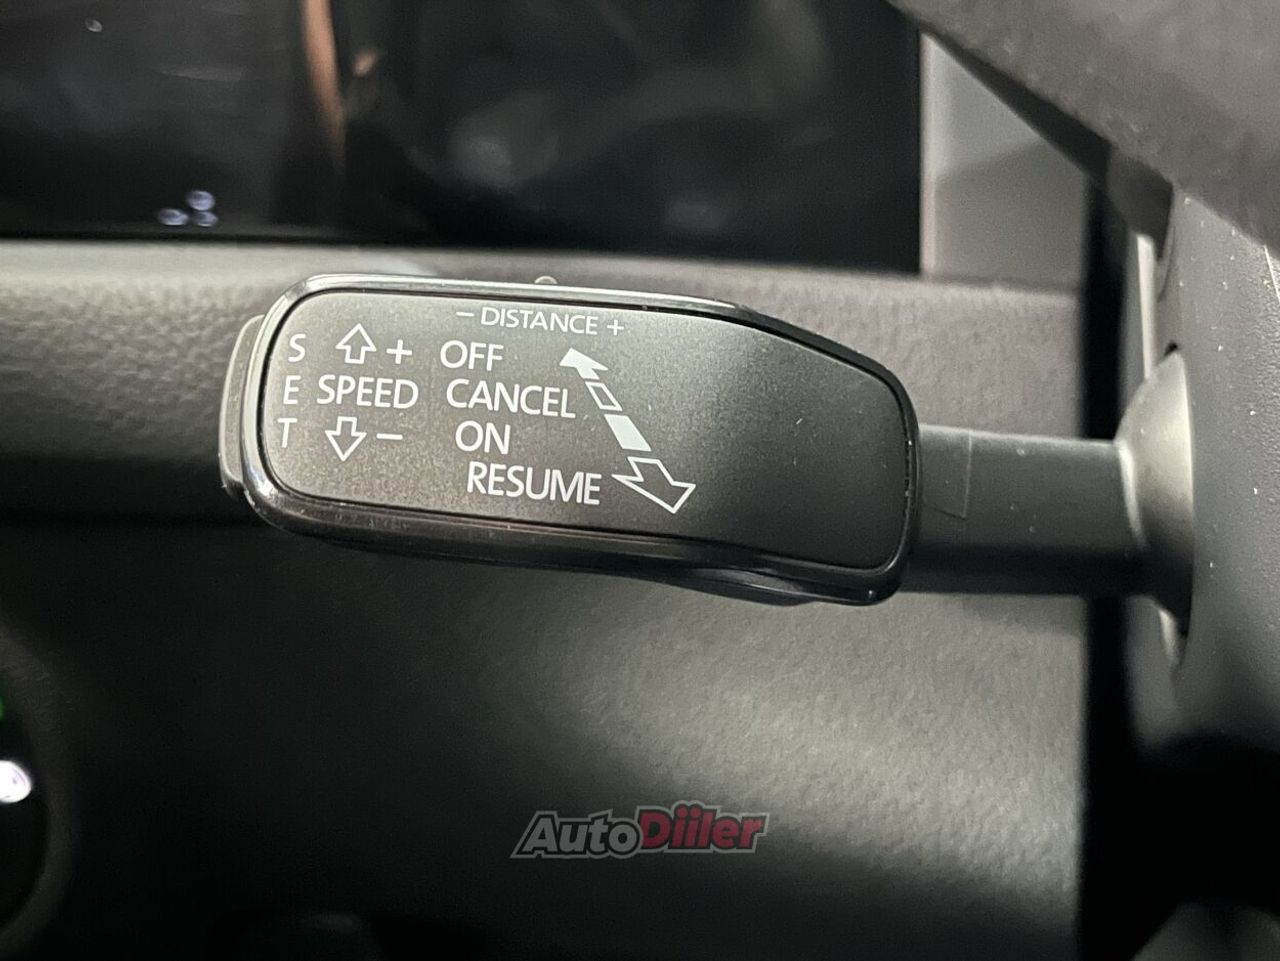 − DISTANCE +
S + OFF
E SPEED CANCEL
T − ON
RESUME
AutoDiiler